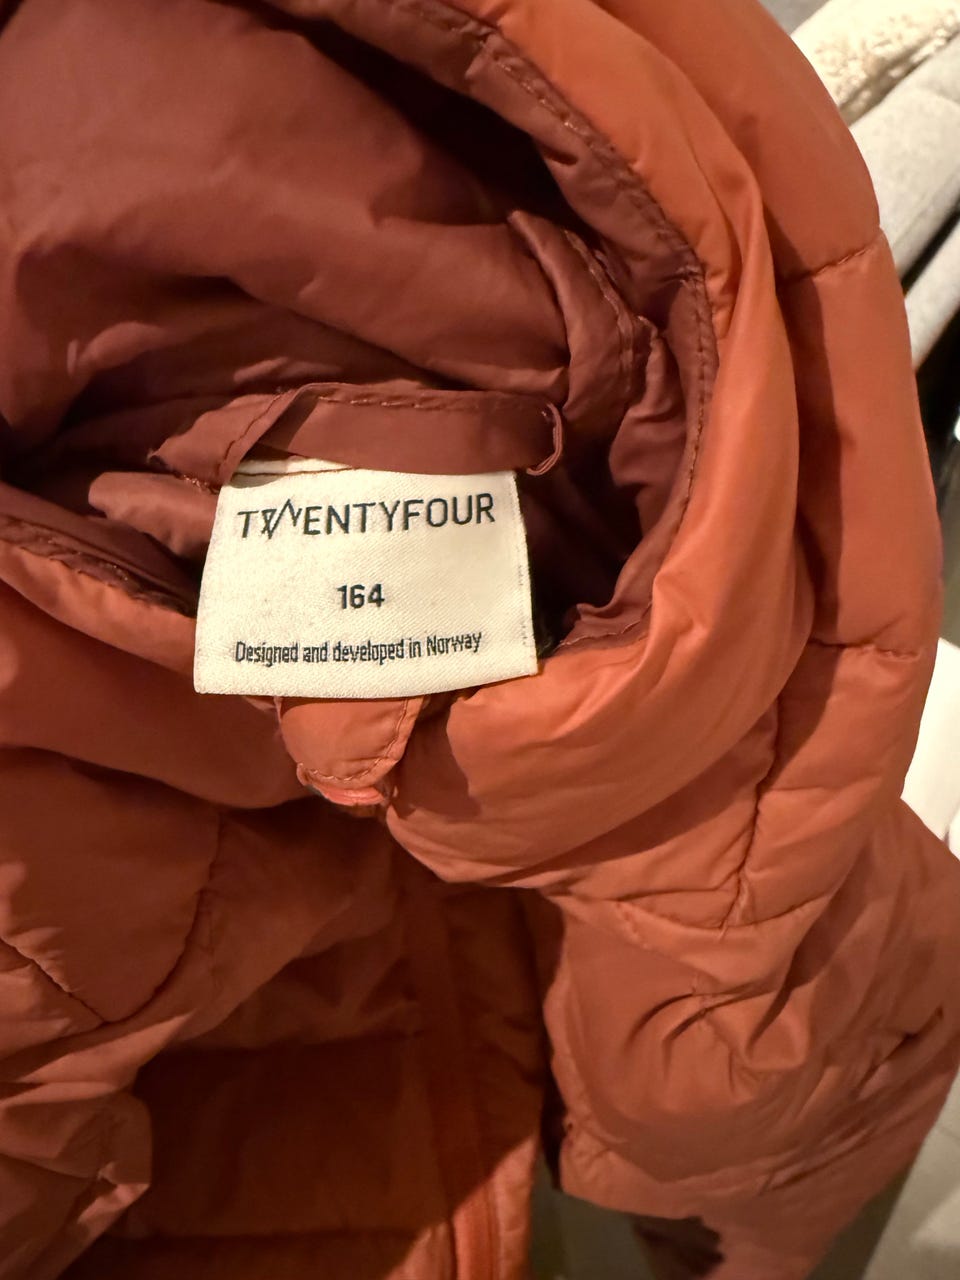 TWENTYFOUR
164
Designed and developed in Norway